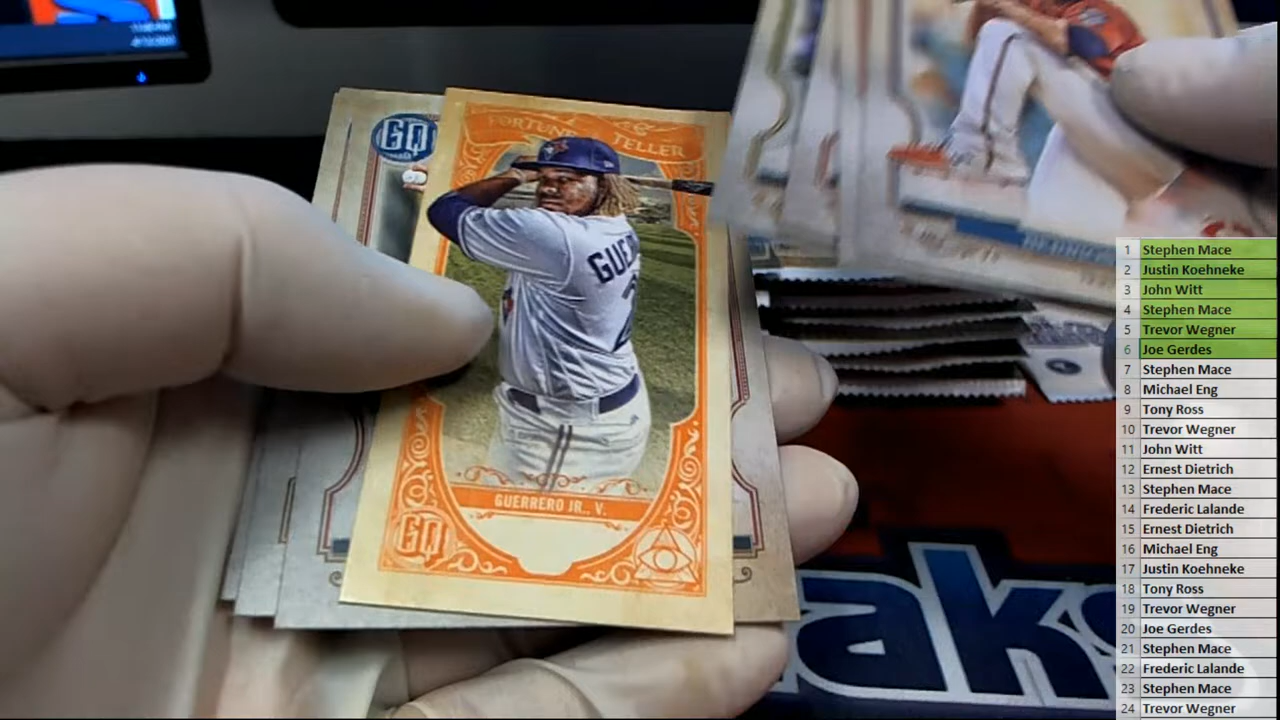 GQ
FORTUNE TELLER
GUERRERO JR., V.
GQ
1 Stephen Mace
2 Justin Koehneke
3 John Witt
4 Stephen Mace
5 Trevor Wegner
6 Joe Gerdes
7 Stephen Mace
8 Michael Eng
9 Tony Ross
10 Trevor Wegner
11 John Witt
12 Ernest Dietrich
13 Stephen Mace
14 Frederic Lalande
15 Ernest Dietrich
16 Michael Eng
17 Justin Koehneke
18 Tony Ross
19 Trevor Wegner
20 Joe Gerdes
21 Stephen Mace
22 Frederic Lalande
23 Stephen Mace
24 Trevor Wegner